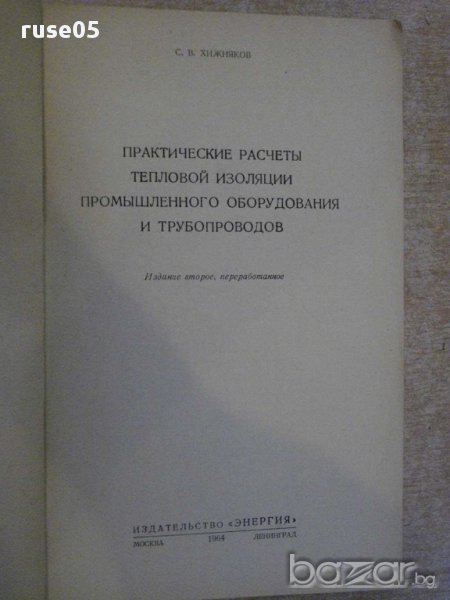 ruse05
С. В. ХИЖНЯКОВ
ПРАКТИЧЕСКИЕ РАСЧЕТЫ
ТЕПЛОВОЙ ИЗОЛЯЦИИ
ПРОМЫШЛЕННОГО ОБОРУДОВАНИЯ
И ТРУБОПРОВОДОВ
Издание второе, переработанное
ИЗДАТЕЛЬСТВО «ЭНЕРГИЯ»
МОСКВА 1964 ЛЕНИНГРАД
bazar.bg